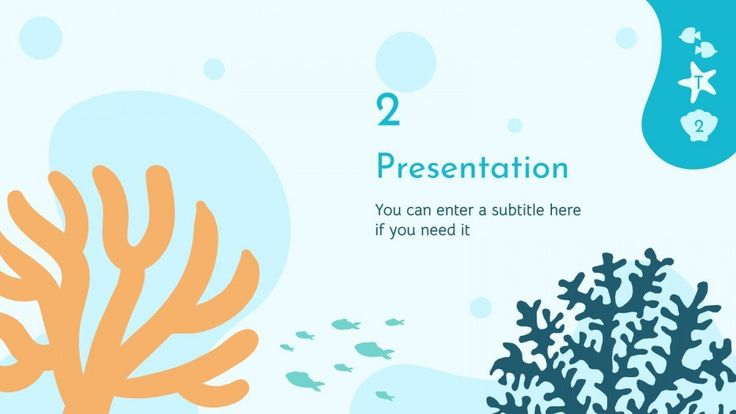 2
Presentation
You can enter a subtitle here
if you need it
T
2